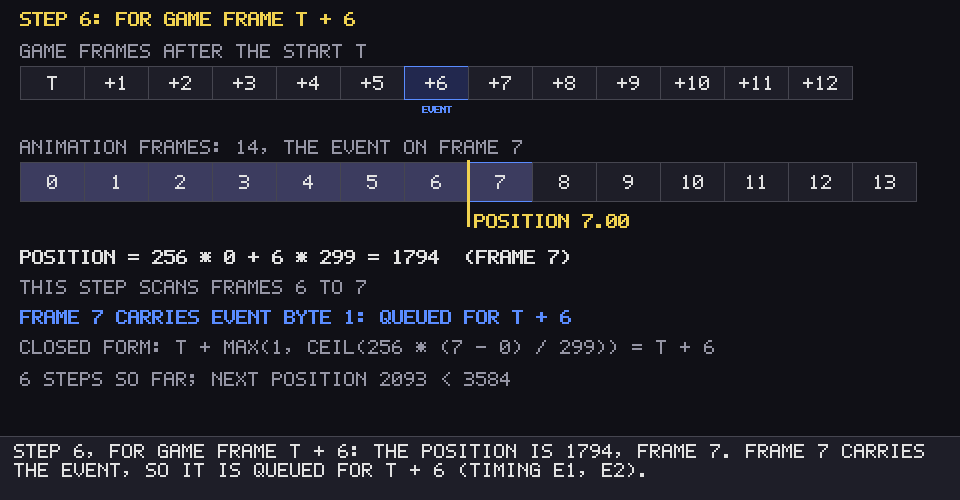 STEP 6: FOR GAME FRAME T + 6
GAME FRAMES AFTER THE START T
T +1 +2 +3 +4 +5 +6 +7 +8 +9 +10 +11 +12
EVENT
ANIMATION FRAMES: 14, THE EVENT ON FRAME 7
0 1 2 3 4 5 6 7 8 9 10 11 12 13
POSITION 7.00
POSITION = 256 * 0 + 6 * 299 = 1794 (FRAME 7)
THIS STEP SCANS FRAMES 6 TO 7
FRAME 7 CARRIES EVENT BYTE 1: QUEUED FOR T + 6
CLOSED FORM: T + MAX(1, CEIL(256 * (7 - 0) / 299)) = T + 6
6 STEPS SO FAR; NEXT POSITION 2093 < 3584
STEP 6, FOR GAME FRAME T + 6: THE POSITION IS 1794, FRAME 7. FRAME 7 CARRIES
THE EVENT, SO IT IS QUEUED FOR T + 6 (TIMING E1, E2).